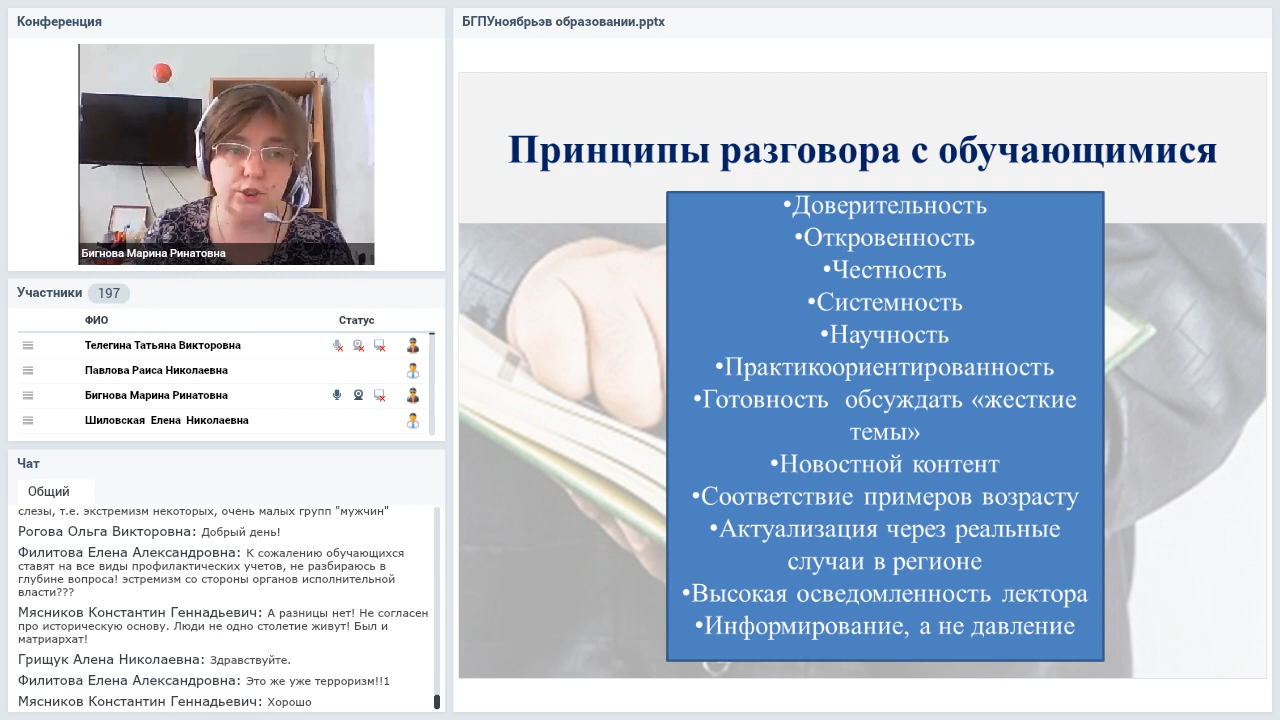 Конференция
Бигнова Марина Ринатовна
Участники 197
ФИО Статус
Телегина Татьяна Викторовна
Павлова Раиса Николаевна
Бигнова Марина Ринатовна
Шиловская Елена Николаевна
Чат
Общий
слезы, т.е. экстремизм некоторых, очень малых групп "мужчин"
Рогова Ольга Викторовна: Добрый день!
Филитова Елена Александровна: К сожалению обучающихся
ставят на все виды профилактических учетов, не разбираюсь в
глубине вопроса! эстремизм со стороны органов исполнительной
власти???
Мясников Константин Геннадьевич: А разницы нет! Не согласен
про историческую основу. Люди не одно столетие живут! Был и
матриархат!
Грищук Алена Николаевна: Здравствуйте.
Филитова Елена Александровна: Это же уже терроризм!!1
Мясников Константин Геннадьевич: Хорошо
БГПУноябрьэв образовании.pptx
Принципы разговора с обучающимися
•Доверительность
•Откровенность
•Честность
•Системность
•Научность
•Практикоориентированность
•Готовность обсуждать «жесткие
темы»
•Новостной контент
•Соответствие примеров возрасту
•Актуализация через реальные
случаи в регионе
•Высокая осведомленность лектора
•Информирование, а не давление